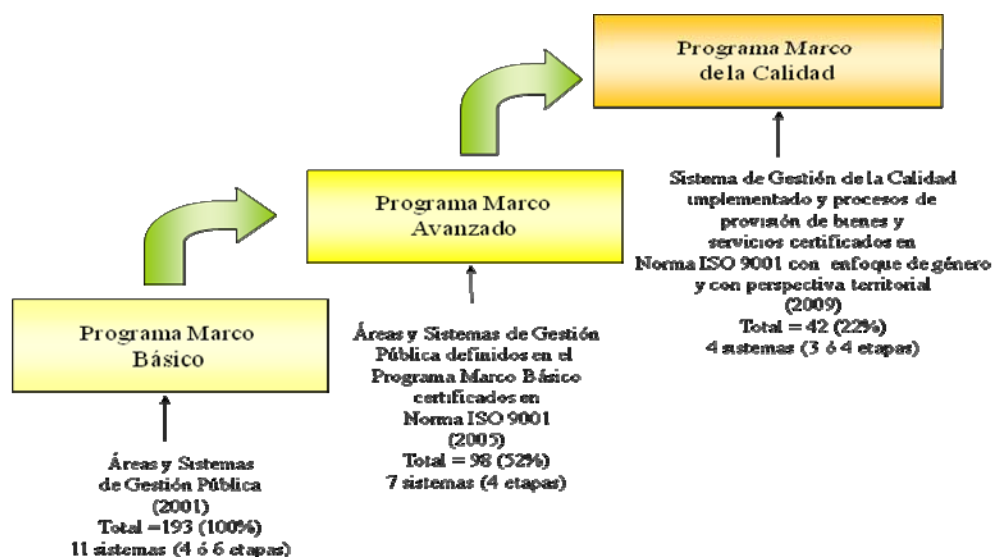 Programa Marco
de la Calidad
Sistema de Gestión de la Calidad
implementado y procesos de
provisión de bienes y
servicios certificados en
Norma ISO 9001 con enfoque de género
y con perspectiva territorial
(2009)
Total = 42 (22%)
4 sistemas (3 ó 4 etapas)
Programa Marco
Avanzado
Áreas y Sistemas de Gestión
Pública definidos en el
Programa Marco Básico
certificados en
Norma ISO 9001
(2005)
Total = 98 (52%)
7 sistemas (4 etapas)
Programa Marco
Básico
Áreas y Sistemas
de Gestión Pública
(2001)
Total =193 (100%)
11 sistemas (4 ó 6 etapas)